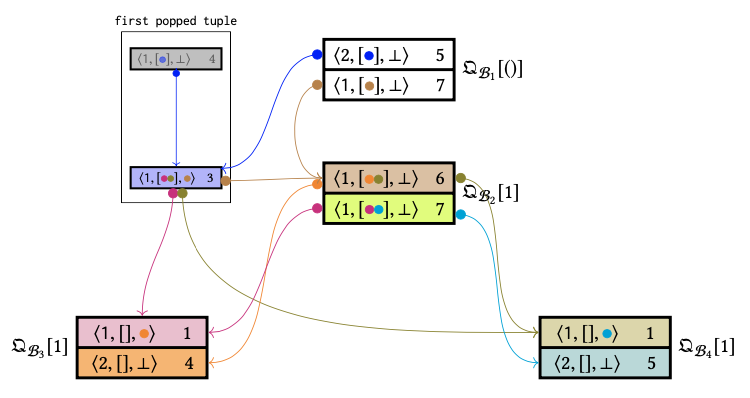 first popped tuple
⟨1,[●],⊥⟩ 4
⟨2,[●],⊥⟩ 5
⟨1,[●],⊥⟩ 7
𝔔_{𝓑₁}[()]
⟨1,[●●],●⟩ 3
⟨1,[●●],⊥⟩ 6
⟨1,[●●],⊥⟩ 7
𝔔_{𝓑₂}[1]
𝔔_{𝓑₃}[1]
⟨1,[],●⟩ 1
⟨2,[],⊥⟩ 4
⟨1,[],●⟩ 1
⟨2,[],⊥⟩ 5
𝔔_{𝓑₄}[1]